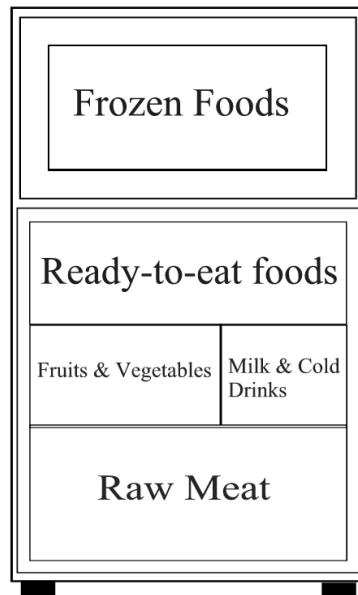 Frozen Foods
Ready-to-eat foods
Fruits & Vegetables
Milk & Cold
Drinks
Raw Meat